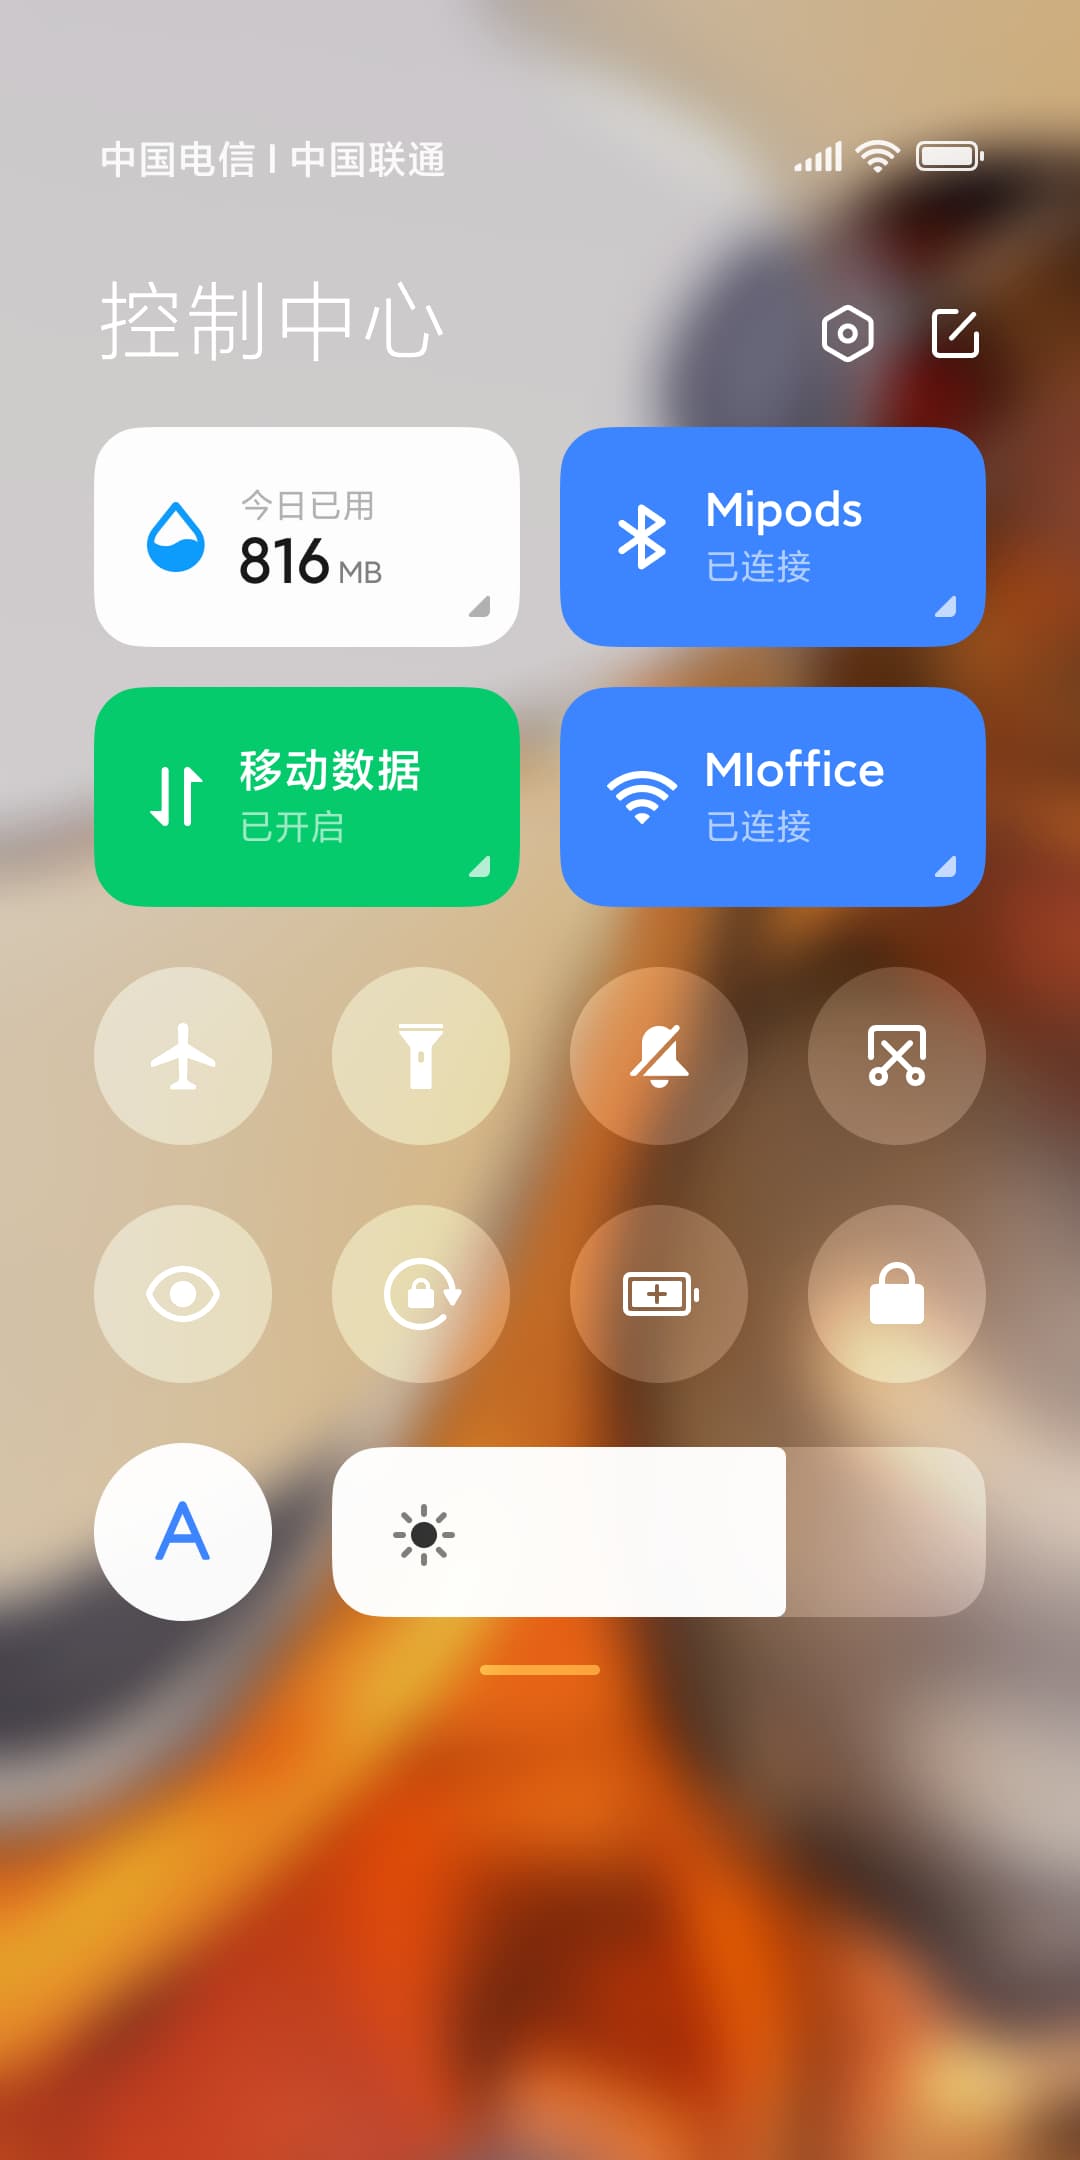 中国电信 | 中国联通
控制中心
今日已用
816 MB
Mipods
已连接
移动数据
已开启
MIoffice
已连接
A